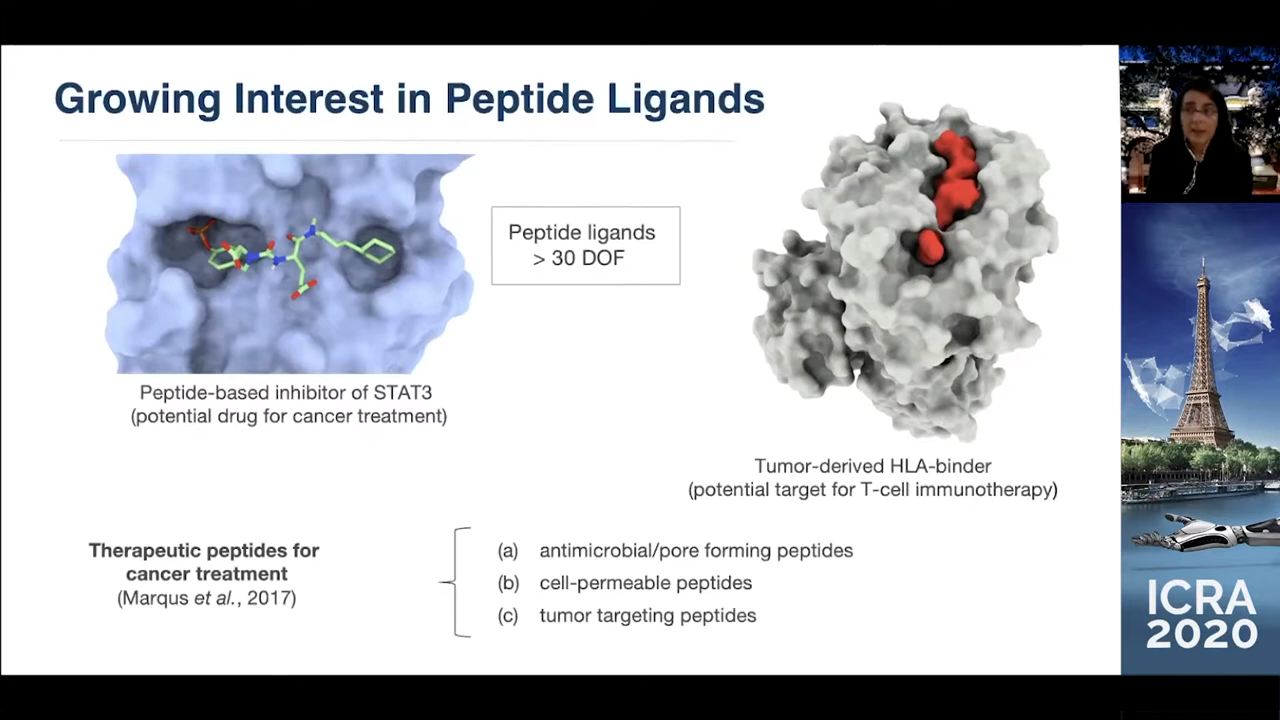 Growing Interest in Peptide Ligands
Peptide ligands
> 30 DOF
Peptide-based inhibitor of STAT3
(potential drug for cancer treatment)
Tumor-derived HLA-binder
(potential target for T-cell immunotherapy)
Therapeutic peptides for
cancer treatment
(Marqus et al., 2017)
(a) antimicrobial/pore forming peptides
(b) cell-permeable peptides
(c) tumor targeting peptides
ICRA
2020